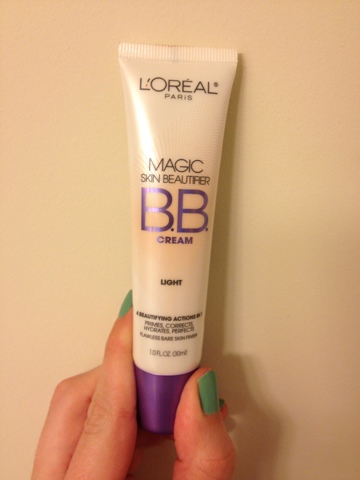 L'ORÉAL®
PARIS
MAGIC
SKIN BEAUTIFIER
B.B.
CREAM
LIGHT
4 BEAUTIFYING ACTIONS IN 1
PRIMES, CORRECTS,
HYDRATES, PERFECTS
FLAWLESS BARE SKIN FINISH
1.0 FL. OZ. (30ml)